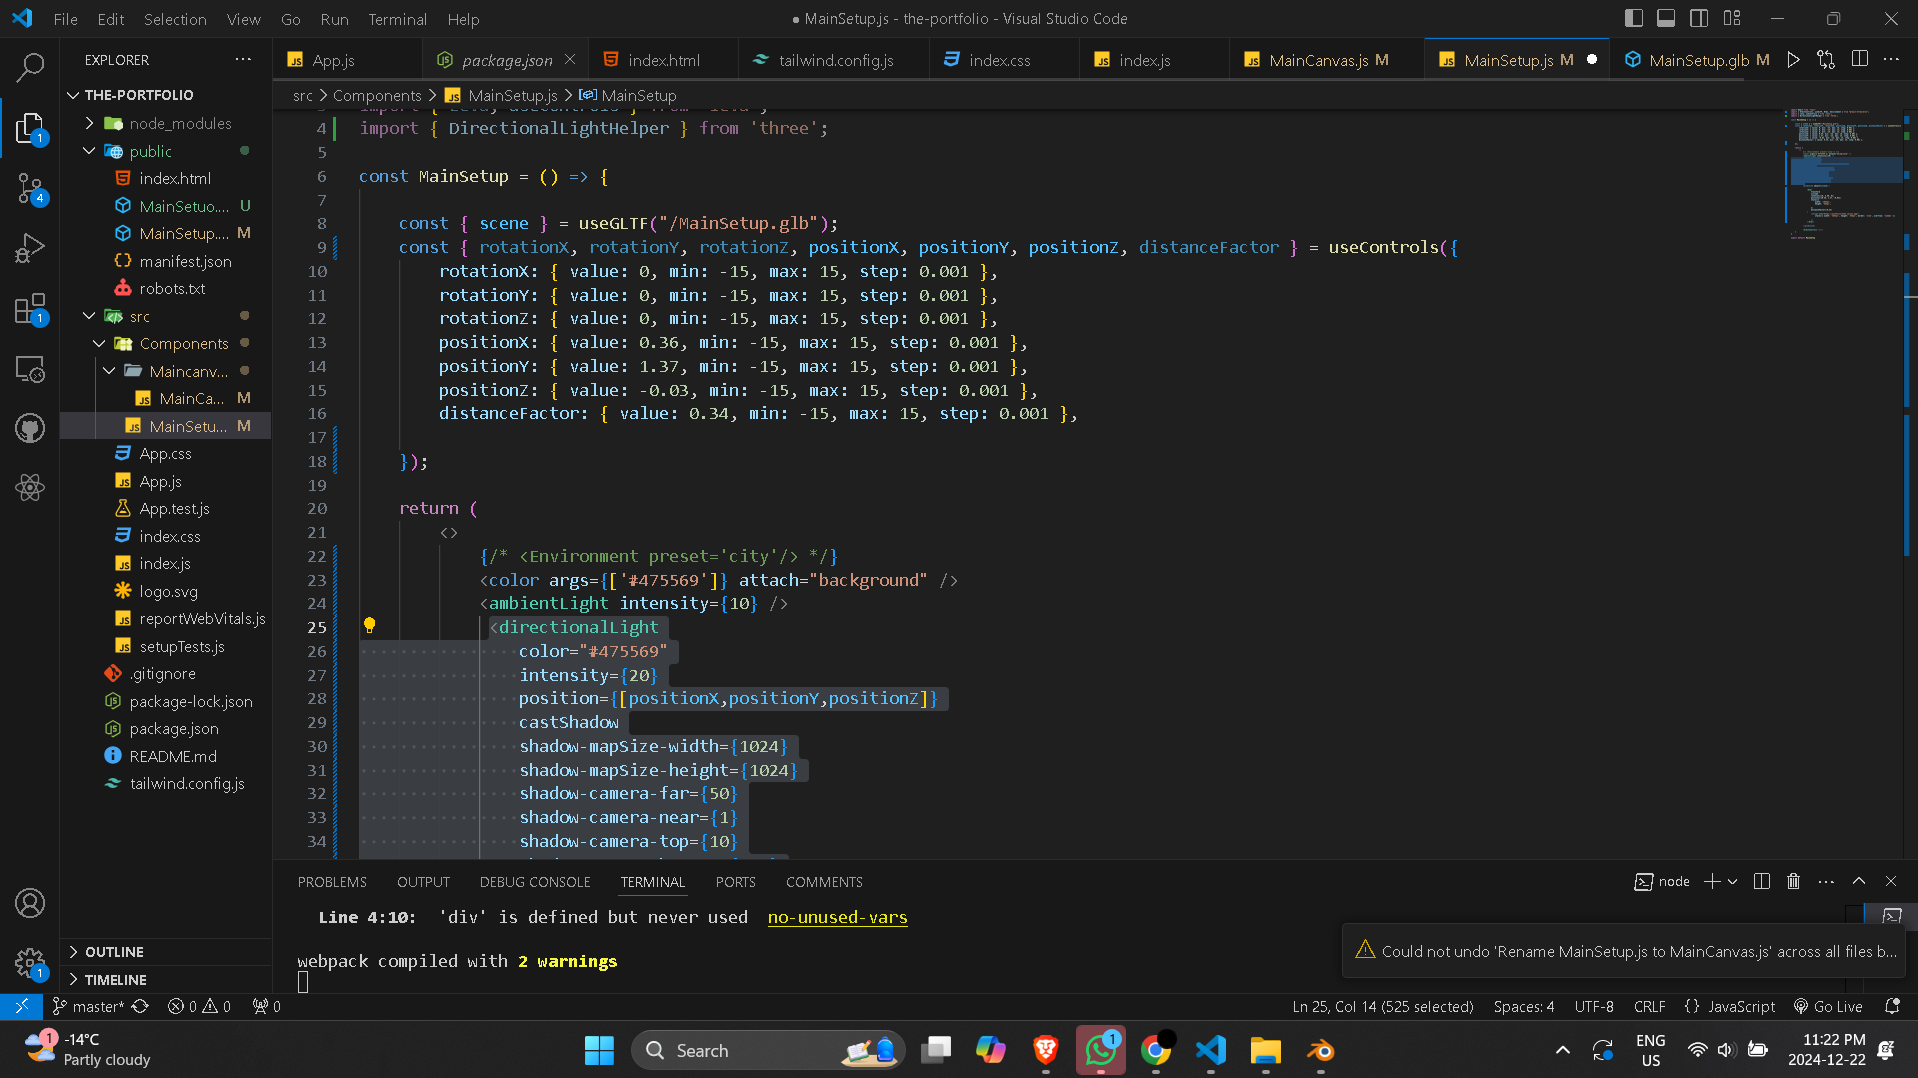 File Edit Selection View Go Run Terminal Help
● MainSetup.js - the-portfolio - Visual Studio Code
EXPLORER
App.js
package.json
index.html
tailwind.config.js
index.css
index.js
MainCanvas.js M
MainSetup.js M
MainSetup.glb M
src > Components > MainSetup.js > MainSetup
THE-PORTFOLIO
node_modules
public
index.html
MainSetuo.... U
MainSetup.... M
manifest.json
robots.txt
src
Components
Maincanv...
MainCa... M
MainSetu... M
App.css
App.js
App.test.js
index.css
index.js
logo.svg
reportWebVitals.js
setupTests.js
.gitignore
package-lock.json
package.json
README.md
tailwind.config.js
OUTLINE
TIMELINE
4 import { DirectionalLightHelper } from 'three';
5
6 const MainSetup = () => {
7
8 const { scene } = useGLTF("/MainSetup.glb");
9 const { rotationX, rotationY, rotationZ, positionX, positionY, positionZ, distanceFactor } = useControls({
10 rotationX: { value: 0, min: -15, max: 15, step: 0.001 },
11 rotationY: { value: 0, min: -15, max: 15, step: 0.001 },
12 rotationZ: { value: 0, min: -15, max: 15, step: 0.001 },
13 positionX: { value: 0.36, min: -15, max: 15, step: 0.001 },
14 positionY: { value: 1.37, min: -15, max: 15, step: 0.001 },
15 positionZ: { value: -0.03, min: -15, max: 15, step: 0.001 },
16 distanceFactor: { value: 0.34, min: -15, max: 15, step: 0.001 },
17
18 });
19
20 return (
21 <>
22 {/* <Environment preset='city'/> */}
23 <color args={['#475569']} attach="background" />
24 <ambientLight intensity={10} />
25 <directionalLight
26 color="#475569"
27 intensity={20}
28 position={[positionX,positionY,positionZ]}
29 castShadow
30 shadow-mapSize-width={1024}
31 shadow-mapSize-height={1024}
32 shadow-camera-far={50}
33 shadow-camera-near={1}
34 shadow-camera-top={10}
PROBLEMS OUTPUT DEBUG CONSOLE TERMINAL PORTS COMMENTS
node
Line 4:10: 'div' is defined but never used no-unused-vars
webpack compiled with 2 warnings
Could not undo 'Rename MainSetup.js to MainCanvas.js' across all files b...
1
4
1
1
master* 0 0 0
Ln 25, Col 14 (525 selected) Spaces: 4 UTF-8 CRLF {} JavaScript Go Live
1
-14°C
Partly cloudy
Search
1
ENG
US
11:22 PM
2024-12-22